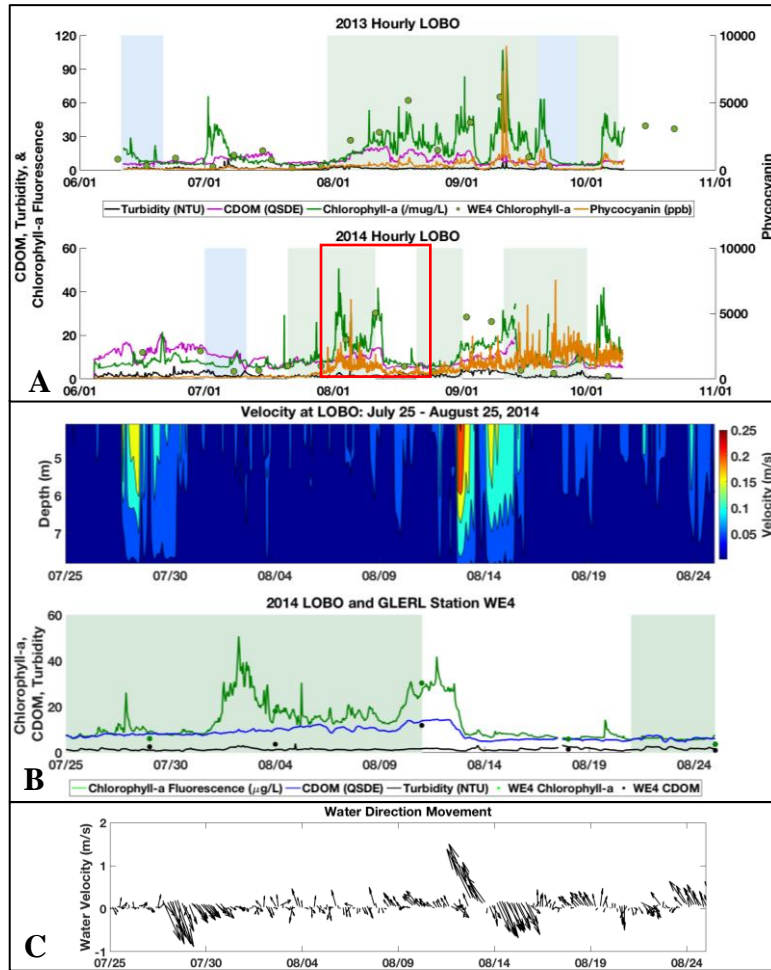 2013 Hourly LOBO
120
90
60
30
0
10000
5000
0
06/01 07/01 08/01 09/01 10/01 11/01
CDOM, Turbidity, &
Chlorophyll-a Fluorescence
Phycocyanin
Turbidity (NTU) CDOM (QSDE) Chlorophyll-a (/mug/L) WE4 Chlorophyll-a Phycocyanin (ppb)
2014 Hourly LOBO
60
40
20
0
10000
5000
0
06/01 07/01 08/01 09/01 10/01 11/01
A
Velocity at LOBO: July 25 - August 25, 2014
Depth (m)
5
6
7
0.25
0.20
0.15
0.10
0.05
Velocity (m/s)
07/25 07/30 08/04 08/09 08/14 08/19 08/24
2014 LOBO and GLERL Station WE4
Chlorophyll-a,
CDOM, Turbidity
60
40
20
0
07/25 07/30 08/04 08/09 08/14 08/19 08/24
Chlorophyll-a Fluorescence (μg/L) CDOM (QSDE) Turbidity (NTU) WE4 Chlorophyll-a WE4 CDOM
B
Water Direction Movement
Water Velocity (m/s)
2
1
0
-1
07/25 07/30 08/04 08/09 08/14 08/19 08/24
C